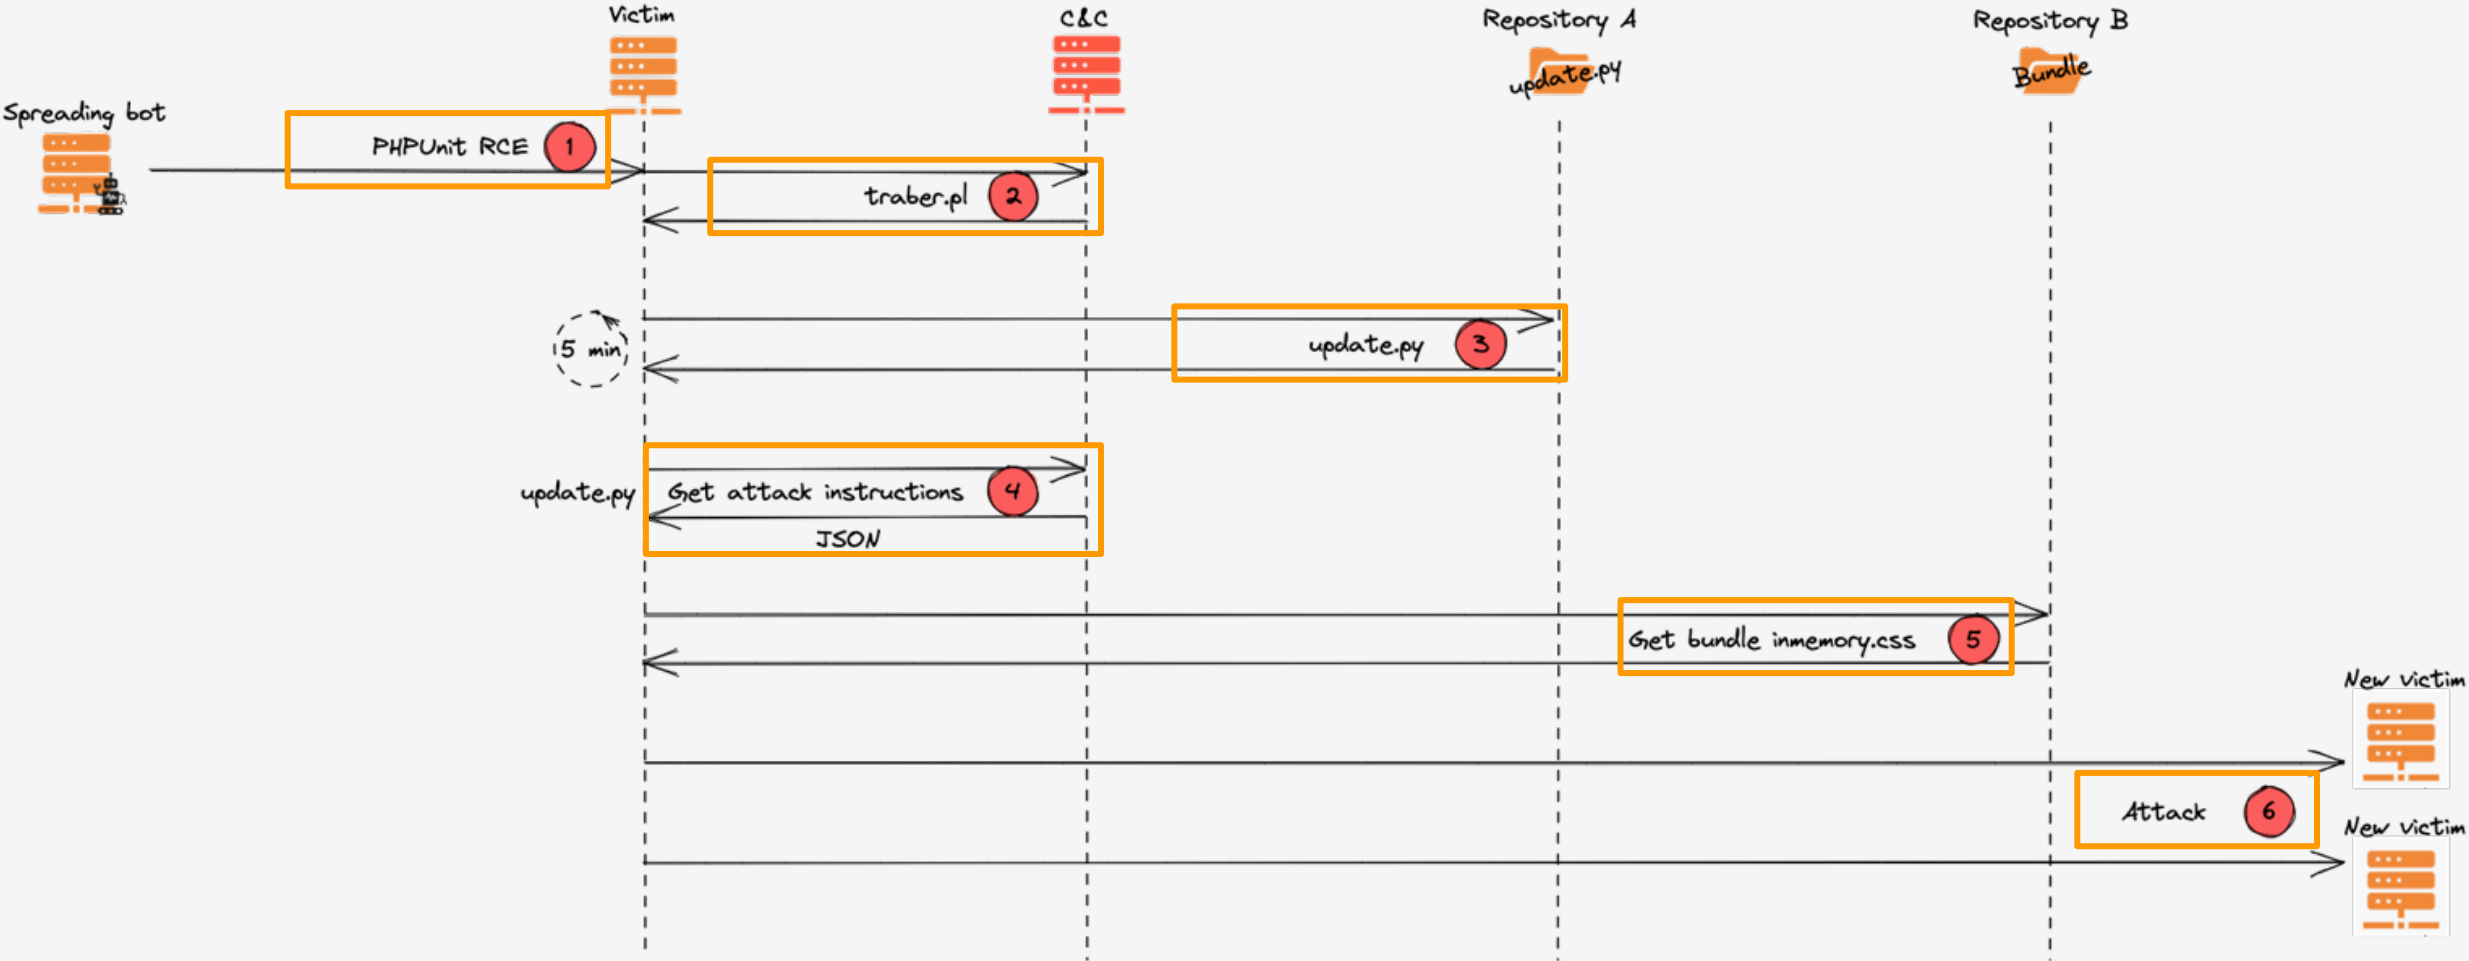 Victim
C&C
Repository A
Repository B
update.py
Bundle
Spreading bot
PHPUnit RCE 1
traber.pl 2
5 min
update.py 3
update.py
Get attack instructions 4
JSON
Get bundle inmemory.css 5
New victim
Attack 6
New victim